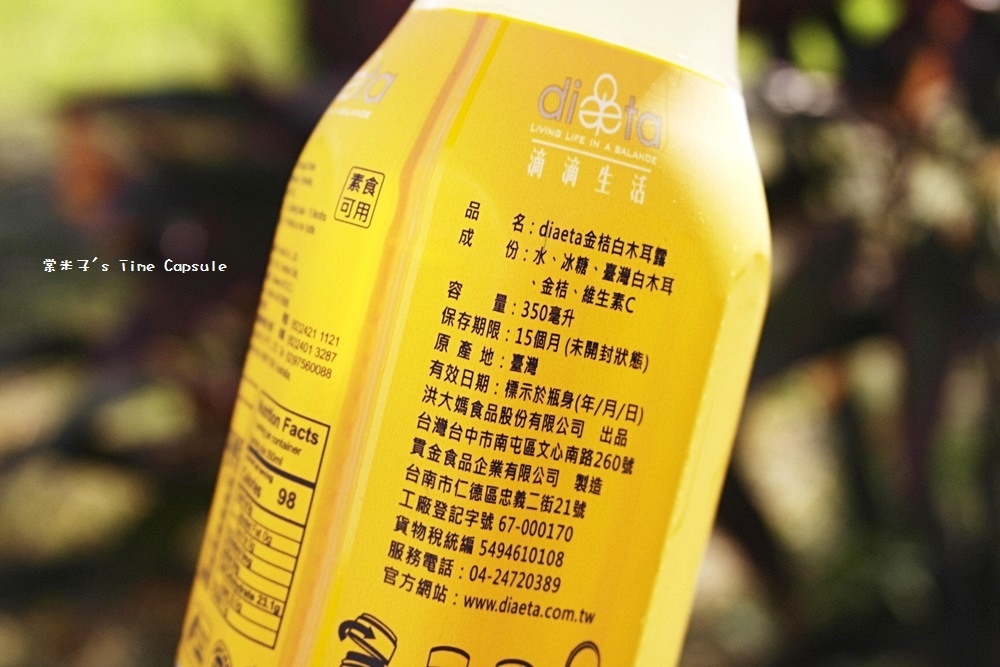 diaeta
LIVING LIFE IN A BALANCE
滴滴生活
素食
可用
品名：diaeta金桔白木耳露
成份：水、冰糖、臺灣白木耳
、金桔、維生素C
容量：350毫升
保存期限：15個月(未開封狀態)
原產地：臺灣
有效日期：標示於瓶身(年/月/日)
洪大媽食品股份有限公司 出品
台灣台中市南屯區文心南路260號
貫金食品企業有限公司 製造
台南市仁德區忠義二街21號
工廠登記字號 67-000170
貨物稅統編 5494610108
服務電話：04-24720389
官方網站：www.diaeta.com.tw
棠米子's Time Capsule
802421 1121
802401 3287
0297560088
Nutrition Facts
98
23.1g